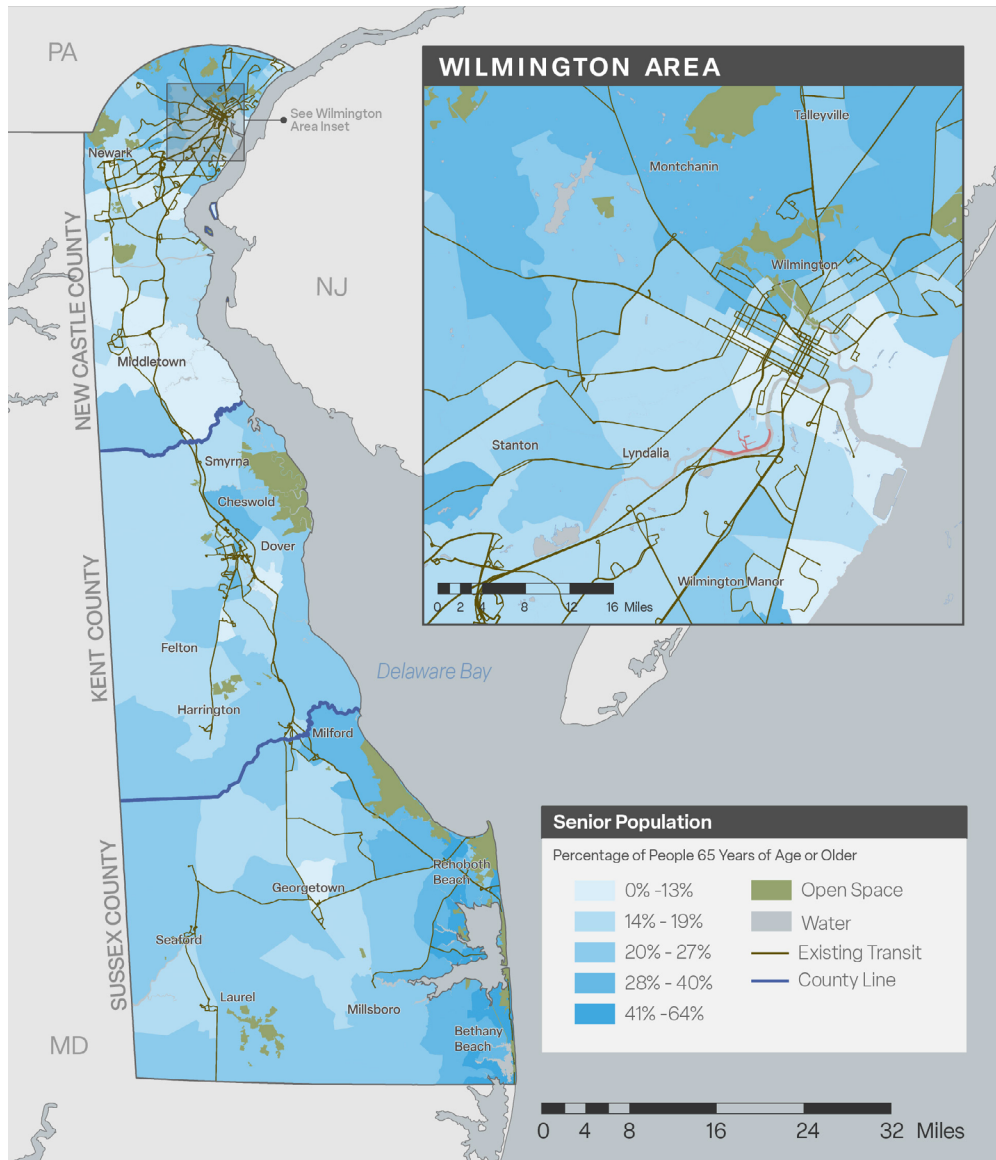 PA
WILMINGTON AREA
See Wilmington
Area Inset
Newark
NEW CASTLE COUNTY
NJ
Middletown
Smyrna
Cheswold
Dover
KENT COUNTY
Felton
Harrington
Delaware Bay
Milford
SUSSEX COUNTY
Rehoboth
Beach
Georgetown
Seaford
Laurel
Millsboro
Bethany
Beach
MD
Talleyville
Montchanin
Wilmington
Stanton
Lyndalia
Wilmington Manor
0 2 4 8 12 16 Miles
Senior Population
Percentage of People 65 Years of Age or Older
0% -13%
14% - 19%
20% - 27%
28% - 40%
41% -64%
Open Space
Water
Existing Transit
County Line
0 4 8 16 24 32 Miles